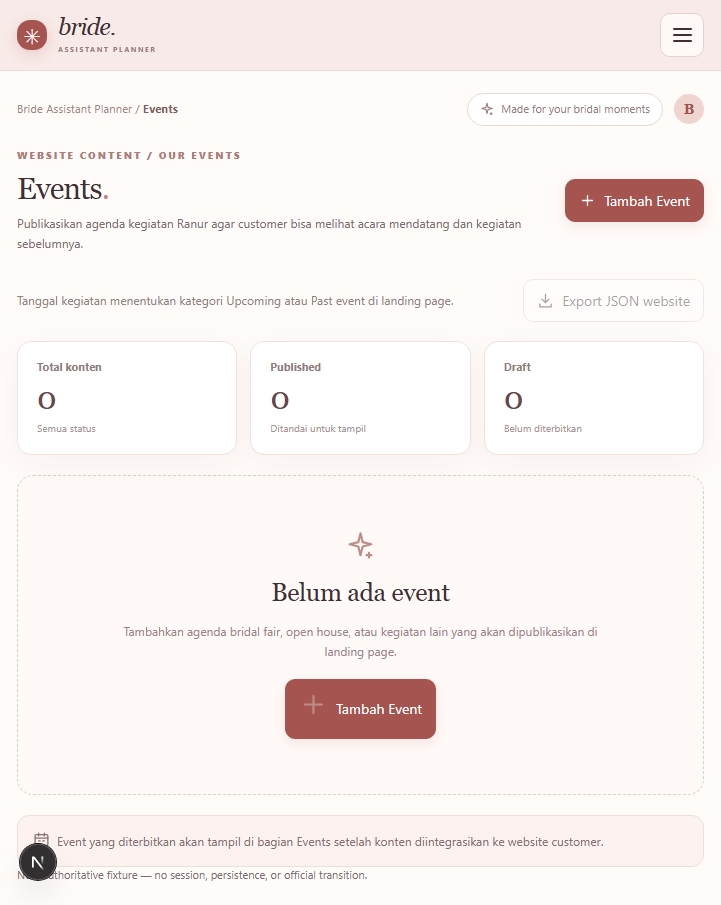 bride.
ASSISTANT PLANNER
Bride Assistant Planner / Events
Made for your bridal moments
B
WEBSITE CONTENT / OUR EVENTS
Events.
Publikasikan agenda kegiatan Ranur agar customer bisa melihat acara mendatang dan kegiatan
sebelumnya.
Tambah Event
Tanggal kegiatan menentukan kategori Upcoming atau Past event di landing page.
Export JSON website
Total konten
0
Semua status
Published
0
Ditandai untuk tampil
Draft
0
Belum diterbitkan
Belum ada event
Tambahkan agenda bridal fair, open house, atau kegiatan lain yang akan dipublikasikan di
landing page.
Tambah Event
Event yang diterbitkan akan tampil di bagian Events setelah konten diintegrasikan ke website customer.
N
fixture — no session, persistence, or official transition.